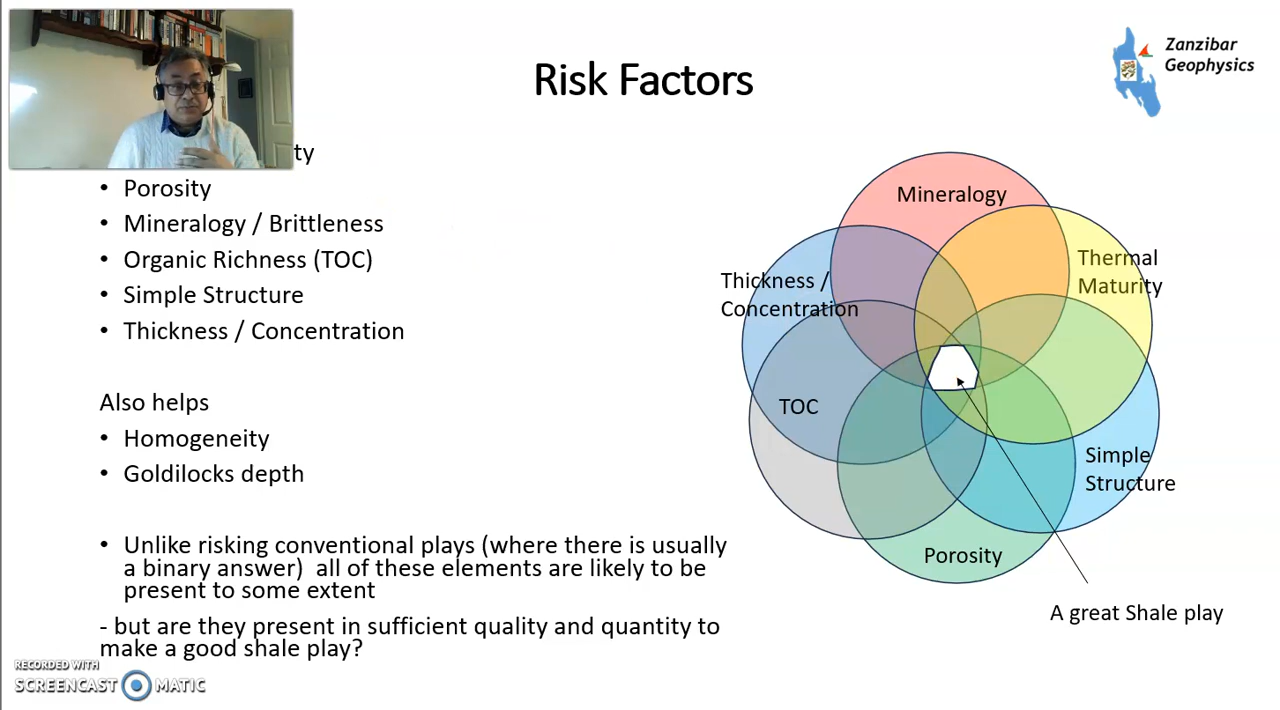 Risk Factors
Zanzibar
Geophysics
• Porosity
• Mineralogy / Brittleness
• Organic Richness (TOC)
• Simple Structure
• Thickness / Concentration
Also helps
• Homogeneity
• Goldilocks depth
• Unlike risking conventional plays (where there is usually
a binary answer) all of these elements are likely to be
present to some extent
- but are they present in sufficient quality and quantity to
make a good shale play?
Mineralogy
Thermal
Maturity
Thickness /
Concentration
TOC
Simple
Structure
Porosity
A great Shale play
RECORDED WITH
SCREENCAST MATIC